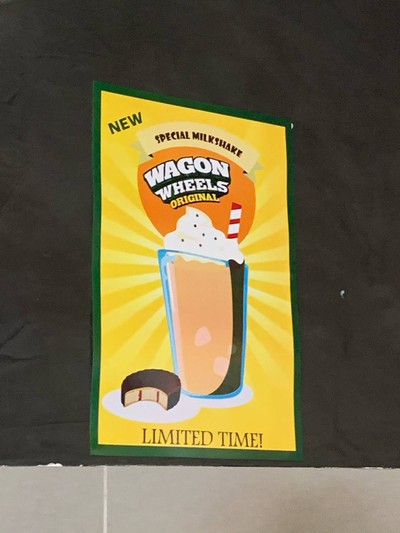 NEW
SPECIAL MILKSHAKE
WAGON
WHEELS
ORIGINAL
LIMITED TIME!